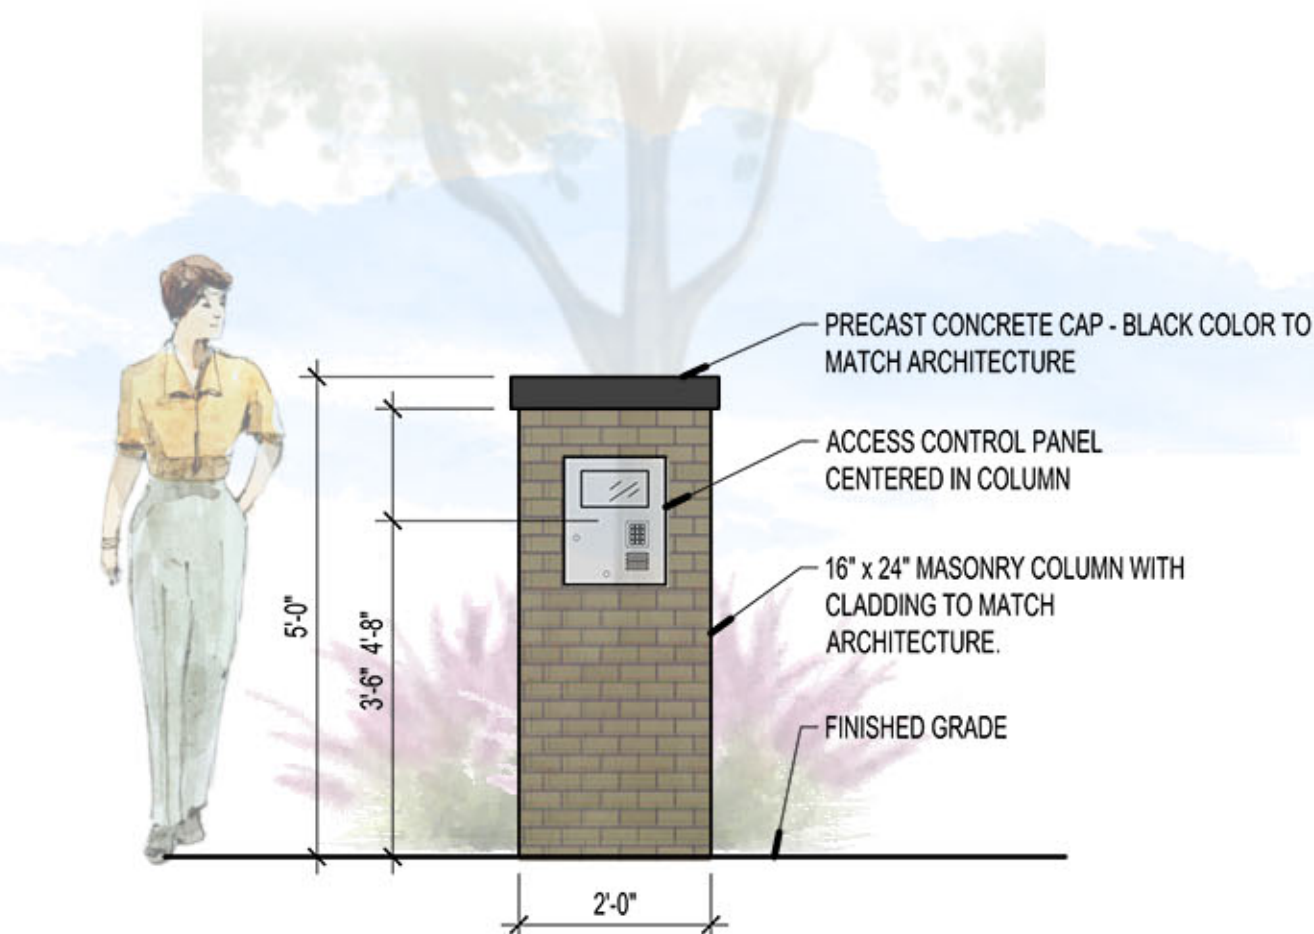 PRECAST CONCRETE CAP - BLACK COLOR TO
MATCH ARCHITECTURE
ACCESS CONTROL PANEL
CENTERED IN COLUMN
16" x 24" MASONRY COLUMN WITH
CLADDING TO MATCH
ARCHITECTURE.
FINISHED GRADE
5'-0"
3'-6" 4'-8"
2'-0"